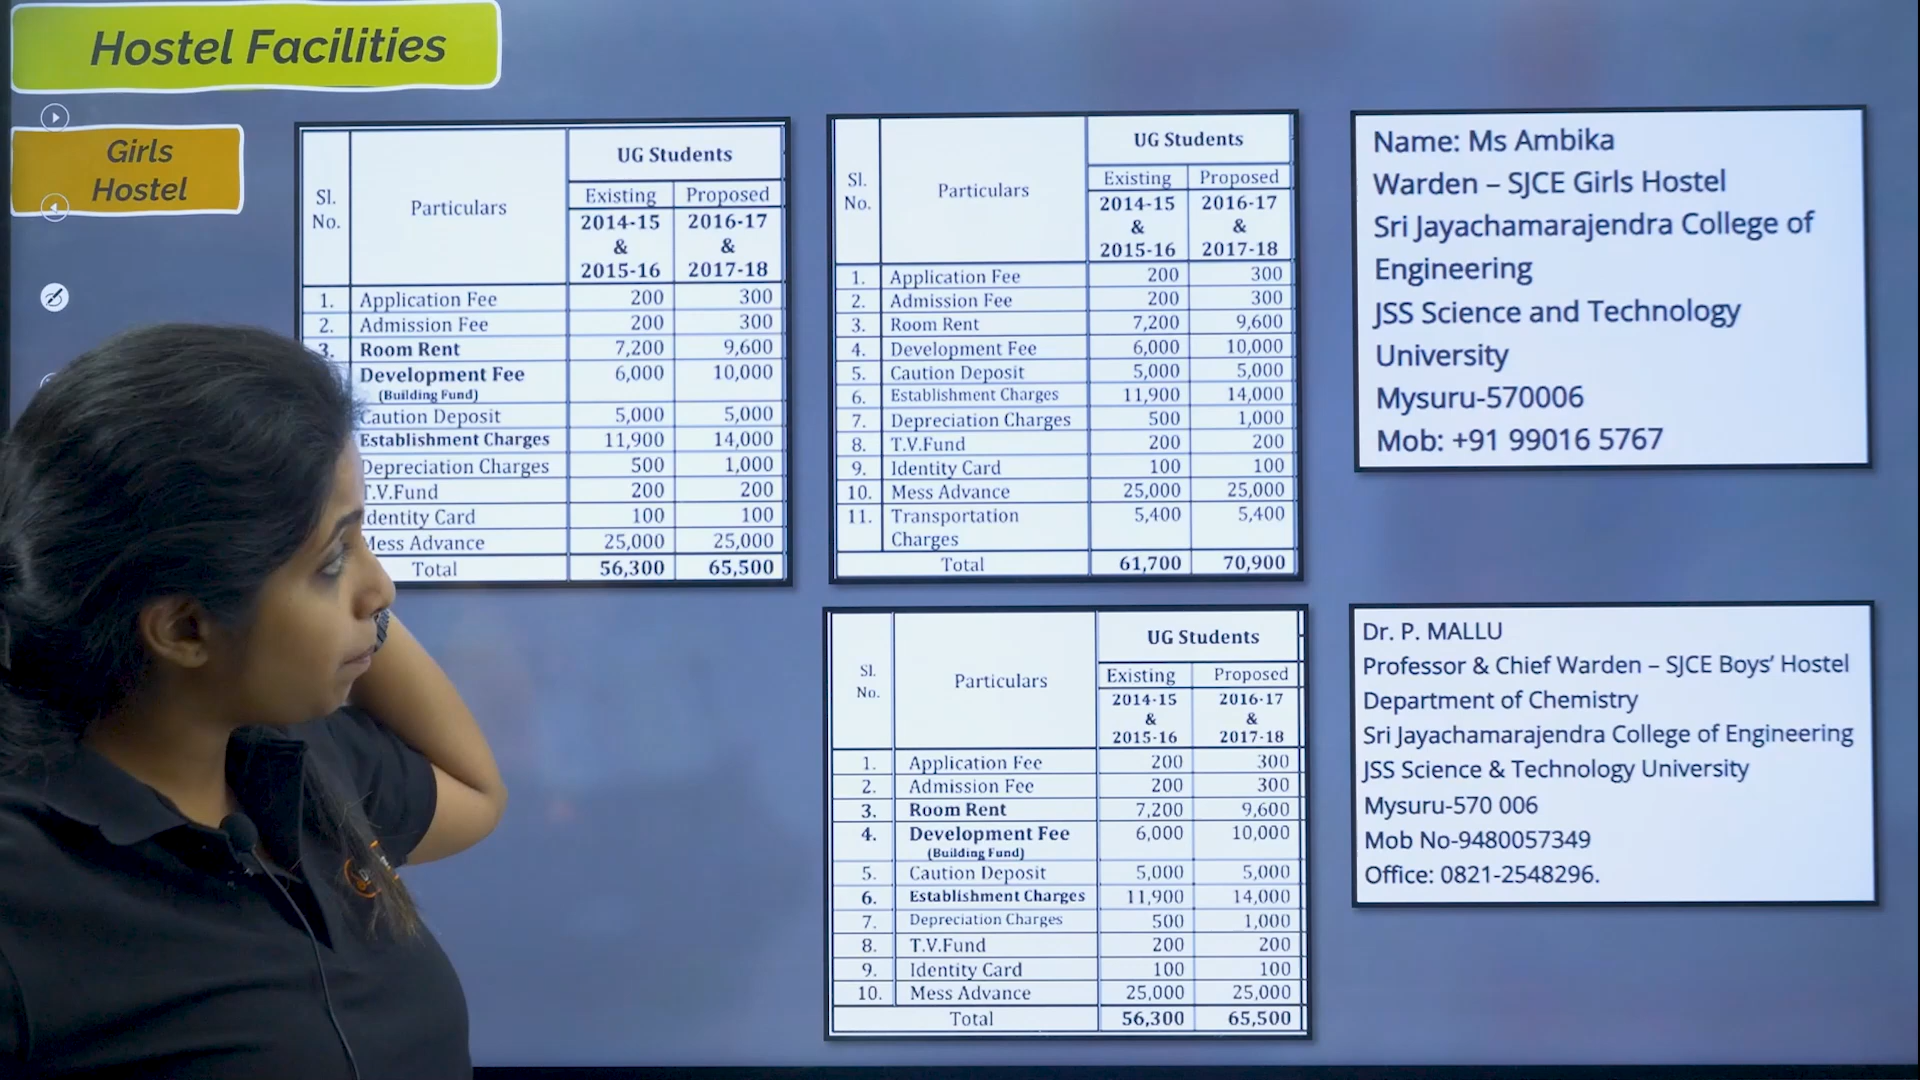 Hostel Facilities
Girls
Hostel
Sl. No. Particulars UG Students
Existing Proposed
2014-15 & 2015-16 2016-17 & 2017-18
1. Application Fee 200 300
2. Admission Fee 200 300
3. Room Rent 7,200 9,600
Development Fee (Building Fund) 6,000 10,000
Caution Deposit 5,000 5,000
Establishment Charges 11,900 14,000
Depreciation Charges 500 1,000
T.V.Fund 200 200
Identity Card 100 100
Mess Advance 25,000 25,000
Total 56,300 65,500
Sl. No. Particulars UG Students
Existing Proposed
2014-15 & 2015-16 2016-17 & 2017-18
1. Application Fee 200 300
2. Admission Fee 200 300
3. Room Rent 7,200 9,600
4. Development Fee 6,000 10,000
5. Caution Deposit 5,000 5,000
6. Establishment Charges 11,900 14,000
7. Depreciation Charges 500 1,000
8. T.V.Fund 200 200
9. Identity Card 100 100
10. Mess Advance 25,000 25,000
11. Transportation Charges 5,400 5,400
Total 61,700 70,900
Name: Ms Ambika
Warden – SJCE Girls Hostel
Sri Jayachamarajendra College of
Engineering
JSS Science and Technology
University
Mysuru-570006
Mob: +91 99016 5767
Sl. No. Particulars UG Students
Existing Proposed
2014-15 & 2015-16 2016-17 & 2017-18
1. Application Fee 200 300
2. Admission Fee 200 300
3. Room Rent 7,200 9,600
4. Development Fee (Building Fund) 6,000 10,000
5. Caution Deposit 5,000 5,000
6. Establishment Charges 11,900 14,000
7. Depreciation Charges 500 1,000
8. T.V.Fund 200 200
9. Identity Card 100 100
10. Mess Advance 25,000 25,000
Total 56,300 65,500
Dr. P. MALLU
Professor & Chief Warden – SJCE Boys’ Hostel
Department of Chemistry
Sri Jayachamarajendra College of Engineering
JSS Science & Technology University
Mysuru-570 006
Mob No-9480057349
Office: 0821-2548296.